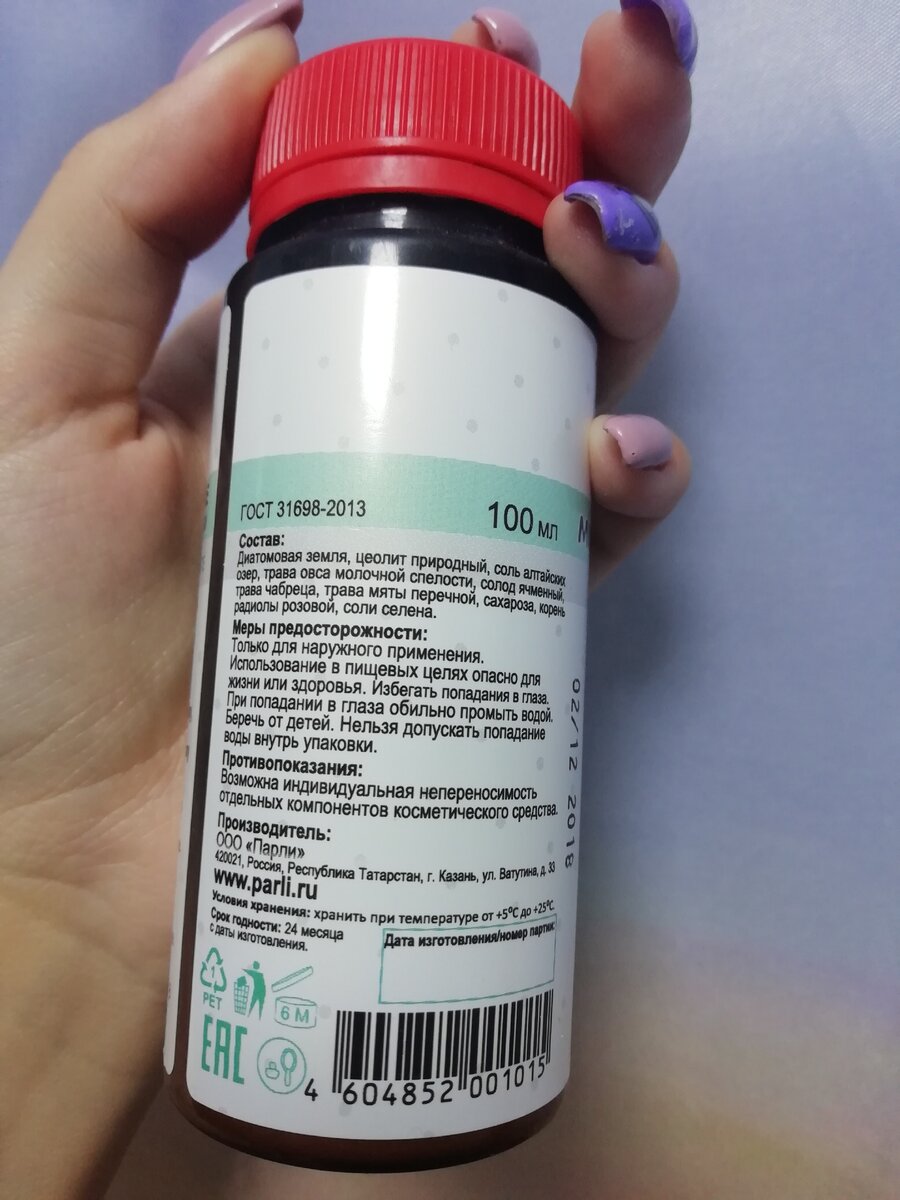 ГОСТ 31698-2013
100 мл
Состав:
Диатомовая земля, цеолит природный, соль алтайских
озер, трава овса молочной спелости, солод ячменный,
трава чабреца, трава мяты перечной, сахароза, корень
радиолы розовой, соли селена.
Меры предосторожности:
Только для наружного применения.
Использование в пищевых целях опасно для
жизни или здоровья. Избегать попадания в глаза.
При попадании в глаза обильно промыть водой.
Беречь от детей. Нельзя допускать попадание
воды внутрь упаковки.
Противопоказания:
Возможна индивидуальная непереносимость
отдельных компонентов косметического средства.
Производитель:
ООО «Парли»
420021, Россия, Республика Татарстан, г. Казань, ул. Ватутина, д. 33
www.parli.ru
Условия хранения: хранить при температуре от +5°С до +25°С.
Срок годности: 24 месяца
с даты изготовления.
Дата изготовления/номер партии:
1
PET
6 M
EAC
4 604852 001015
02/12 2018